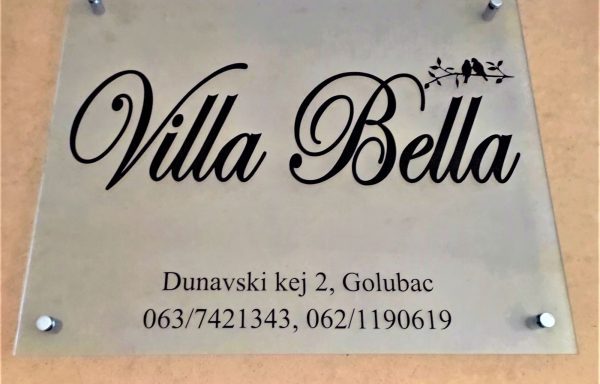 Villa Bella
Dunavski kej 2, Golubac
063/7421343, 062/1190619